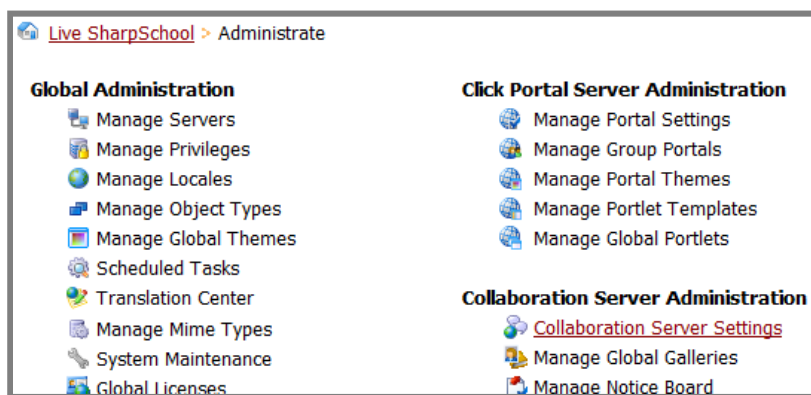 Live SharpSchool > Administrate
Global Administration
Manage Servers
Manage Privileges
Manage Locales
Manage Object Types
Manage Global Themes
Scheduled Tasks
Translation Center
Manage Mime Types
System Maintenance
Global Licenses
Click Portal Server Administration
Manage Portal Settings
Manage Group Portals
Manage Portal Themes
Manage Portlet Templates
Manage Global Portlets
Collaboration Server Administration
Collaboration Server Settings
Manage Global Galleries
Manage Notice Board